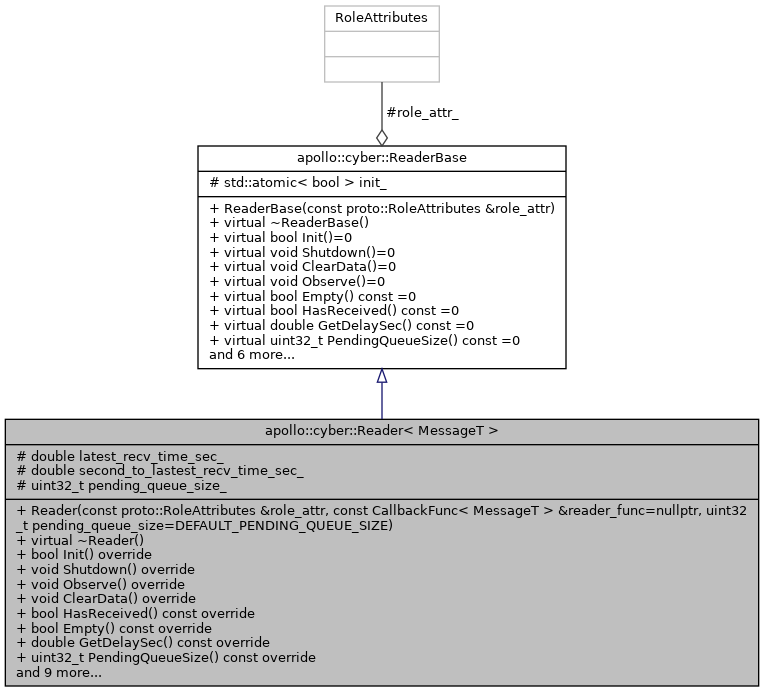 RoleAttributes
#role_attr_
apollo::cyber::ReaderBase
# std::atomic< bool > init_
+ ReaderBase(const proto::RoleAttributes &role_attr)
+ virtual ~ReaderBase()
+ virtual bool Init()=0
+ virtual void Shutdown()=0
+ virtual void ClearData()=0
+ virtual void Observe()=0
+ virtual bool Empty() const =0
+ virtual bool HasReceived() const =0
+ virtual double GetDelaySec() const =0
+ virtual uint32_t PendingQueueSize() const =0
and 6 more...
apollo::cyber::Reader< MessageT >
# double latest_recv_time_sec_
# double second_to_lastest_recv_time_sec_
# uint32_t pending_queue_size_
+ Reader(const proto::RoleAttributes &role_attr, const CallbackFunc< MessageT > &reader_func=nullptr, uint32
_t pending_queue_size=DEFAULT_PENDING_QUEUE_SIZE)
+ virtual ~Reader()
+ bool Init() override
+ void Shutdown() override
+ void Observe() override
+ void ClearData() override
+ bool HasReceived() const override
+ bool Empty() const override
+ double GetDelaySec() const override
+ uint32_t PendingQueueSize() const override
and 9 more...